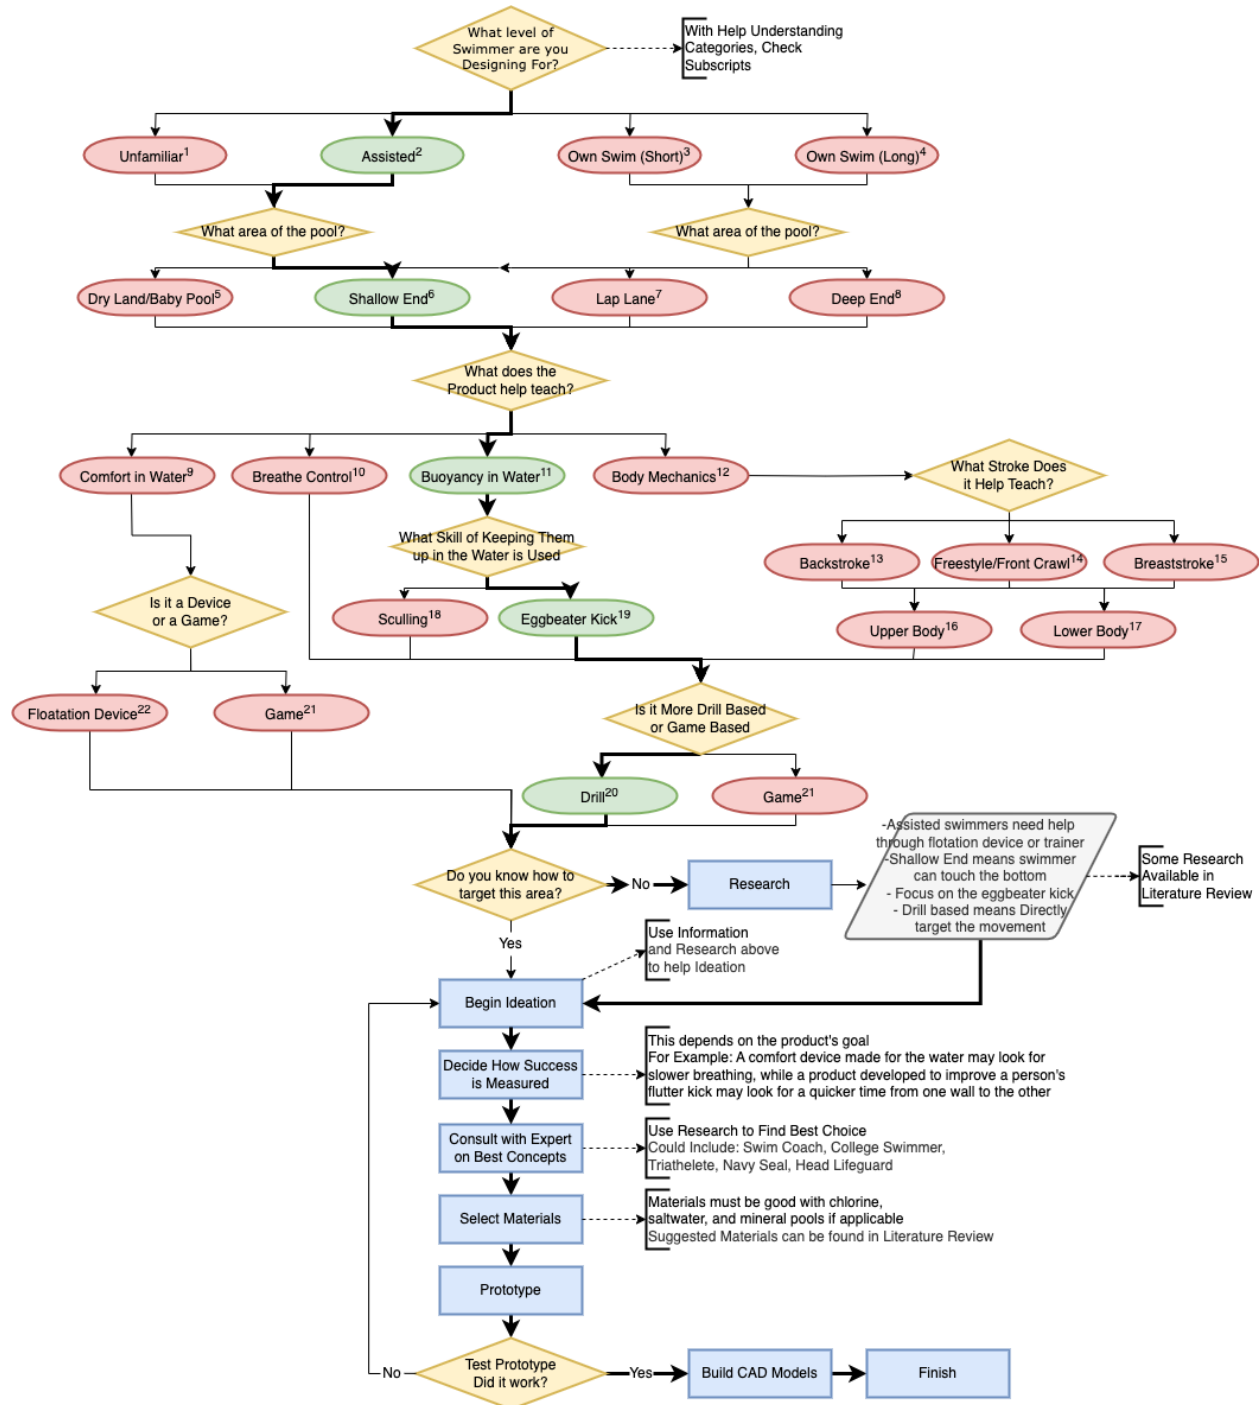 What level of
Swimmer are you
Designing For?
With Help Understanding
Categories, Check
Subscripts
Unfamiliar1
Assisted2
Own Swim (Short)3
Own Swim (Long)4
What area of the pool?
What area of the pool?
Dry Land/Baby Pool5
Shallow End6
Lap Lane7
Deep End8
What does the
Product help teach?
Comfort in Water9
Breathe Control10
Buoyancy in Water11
Body Mechanics12
What Stroke Does
it Help Teach?
What Skill of Keeping Them
up in the Water is Used
Backstroke13
Freestyle/Front Crawl14
Breaststroke15
Is it a Device
or a Game?
Sculling18
Eggbeater Kick19
Upper Body16
Lower Body17
Floatation Device22
Game21
Is it More Drill Based
or Game Based
Drill20
Game21
-Assisted swimmers need help
through flotation device or trainer
-Shallow End means swimmer
can touch the bottom
- Focus on the eggbeater kick
- Drill based means Directly
target the movement
Some Research
Available in
Literature Review
Do you know how to
target this area?
No
Research
Yes
Use Information
and Research above
to help Ideation
Begin Ideation
Decide How Success
is Measured
This depends on the product's goal
For Example: A comfort device made for the water may look for
slower breathing, while a product developed to improve a person's
flutter kick may look for a quicker time from one wall to the other
Consult with Expert
on Best Concepts
Use Research to Find Best Choice
Could Include: Swim Coach, College Swimmer,
Triathelete, Navy Seal, Head Lifeguard
Select Materials
Materials must be good with chlorine,
saltwater, and mineral pools if applicable
Suggested Materials can be found in Literature Review
Prototype
Test Prototype
Did it work?
No
Yes
Build CAD Models
Finish